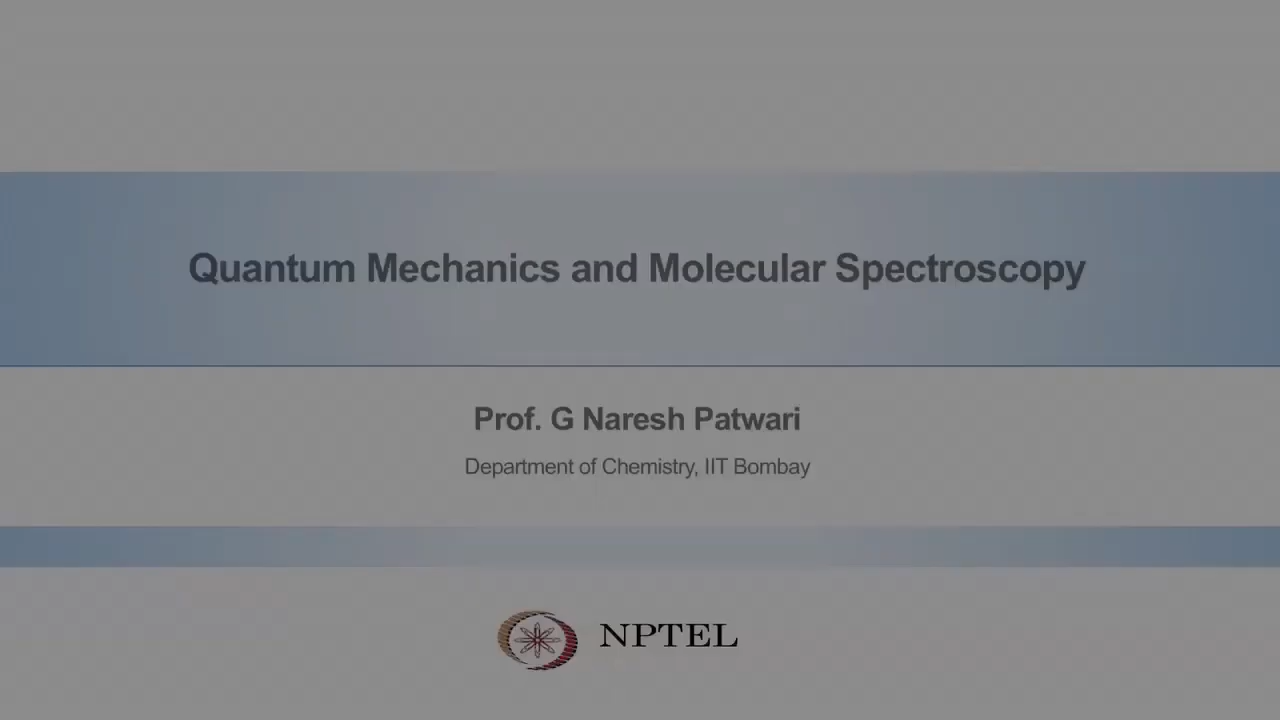 Quantum Mechanics and Molecular Spectroscopy
Prof. G Naresh Patwari
Department of Chemistry, IIT Bombay
NPTEL